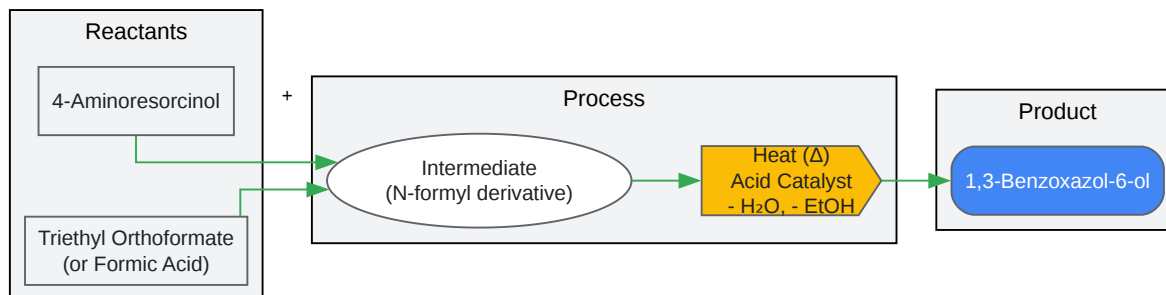 Reactants
4-Aminoresorcinol
Triethyl Orthoformate
(or Formic Acid)
+
Process
Intermediate
(N-formyl derivative)
Heat (Δ)
Acid Catalyst
- H₂O, - EtOH
Product
1,3-Benzoxazol-6-ol